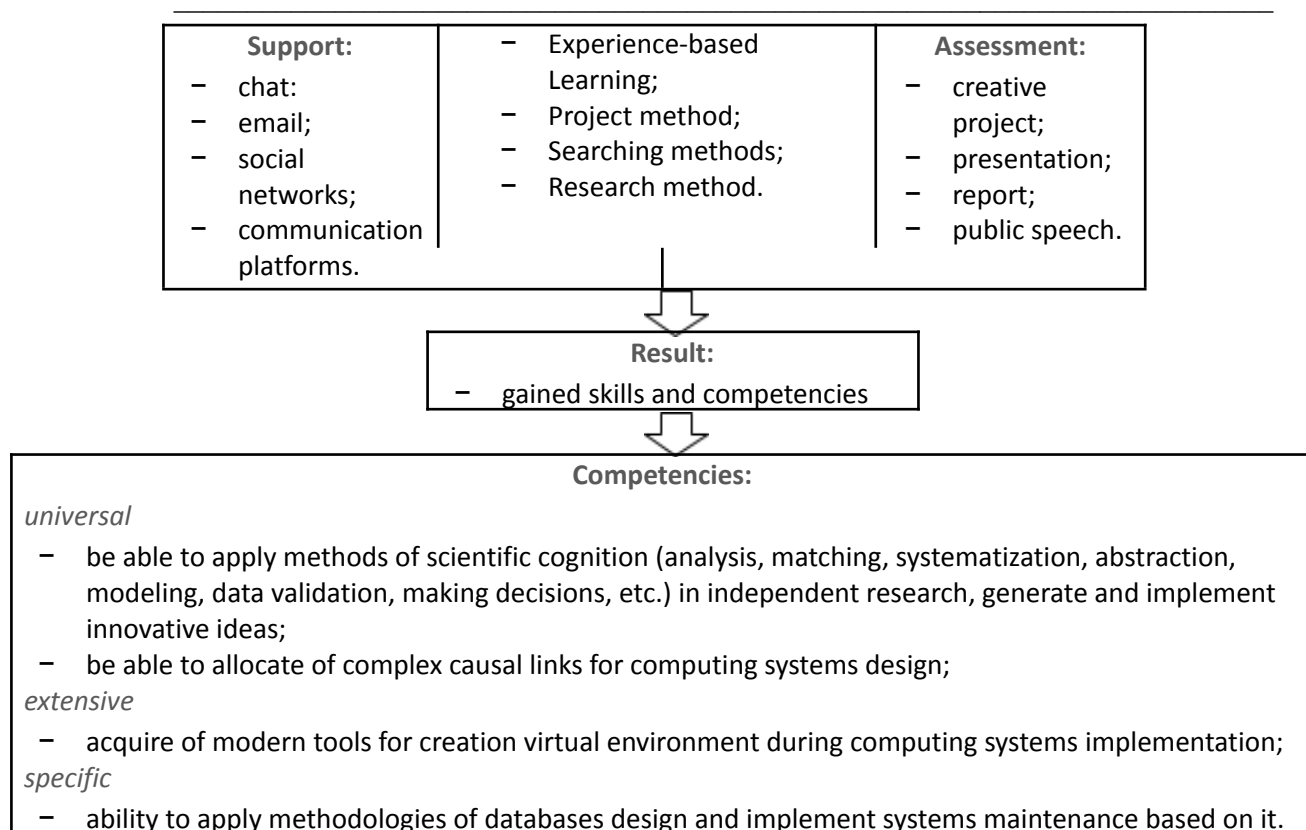 Support:
− chat:
− email;
− social
networks;
− communication
platforms.
− Experience-based
Learning;
− Project method;
− Searching methods;
− Research method.
Assessment:
− creative
project;
− presentation;
− report;
− public speech.
Result:
− gained skills and competencies
Competencies:
universal
− be able to apply methods of scientific cognition (analysis, matching, systematization, abstraction,
modeling, data validation, making decisions, etc.) in independent research, generate and implement
innovative ideas;
− be able to allocate of complex causal links for computing systems design;
extensive
− acquire of modern tools for creation virtual environment during computing systems implementation;
specific
− ability to apply methodologies of databases design and implement systems maintenance based on it.